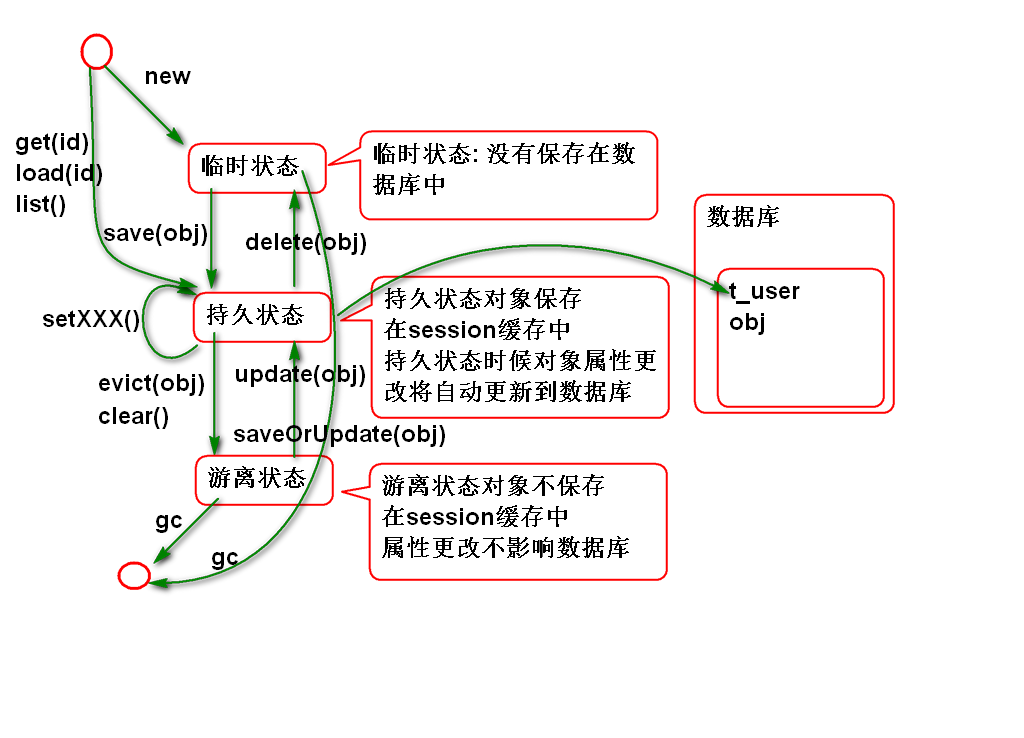 new
get(id)
load(id)
list()
临时状态
临时状态: 没有保存在数
据库中
save(obj)
delete(obj)
数据库
t_user
obj
setXXX()
持久状态
持久状态对象保存
在session缓存中
持久状态时候对象属性更
改将自动更新到数据库
evict(obj)
clear()
update(obj)
saveOrUpdate(obj)
游离状态
游离状态对象不保存
在session缓存中
属性更改不影响数据库
gc
gc